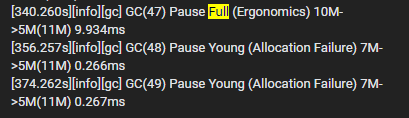 [340.260s][info][gc] GC(47) Pause Full (Ergonomics) 10M-
>5M(11M) 9.934ms
[356.257s][info][gc] GC(48) Pause Young (Allocation Failure) 7M-
>5M(11M) 0.266ms
[374.262s][info][gc] GC(49) Pause Young (Allocation Failure) 7M-
>5M(11M) 0.267ms